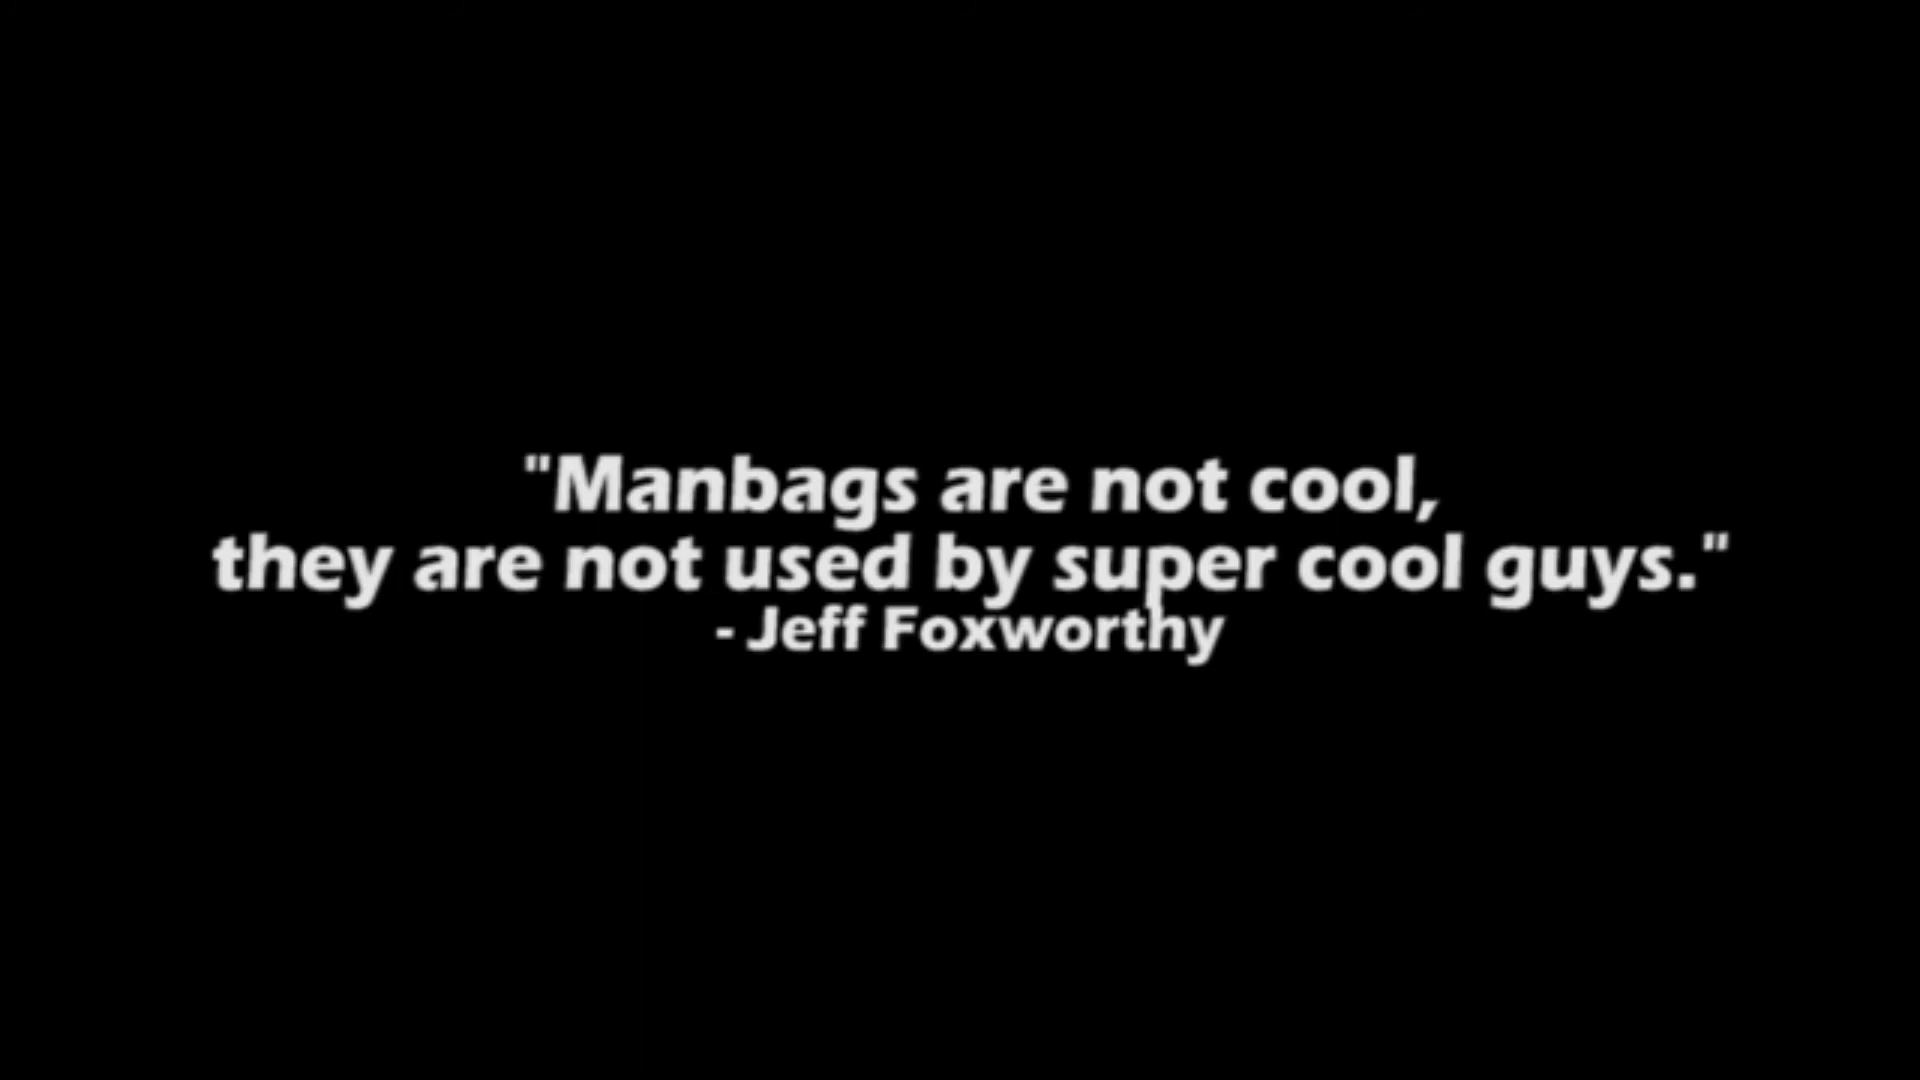 "Manbags are not cool,
they are not used by super cool guys."
- Jeff Foxworthy